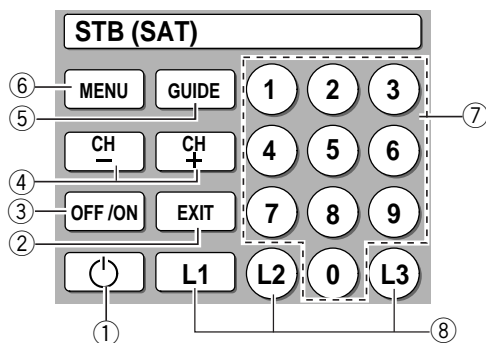 STB (SAT)
⑥ MENU GUIDE 1 2 3
⑤ ⑦
CH − CH + 4 5 6
④
③ OFF /ON EXIT 7 8 9
②
L1 L2 0 L3
① ⑧